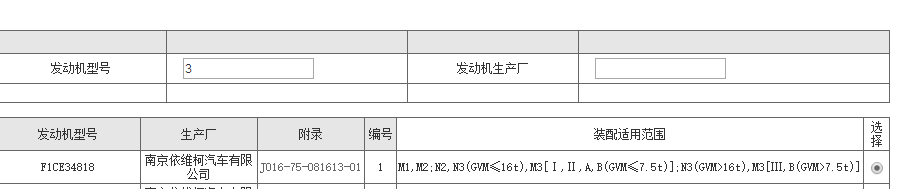 发动机型号 3 发动机生产厂
发动机型号 生产厂 附录 编号 装配适用范围 选择
F1CE34818 南京依维柯汽车有限公司 J016-75-081613-01 1 M1,M2;N2,N3(GVM≤16t),M3[Ⅰ,Ⅱ,A,B(GVM≤7.5t)];N3(GVM>16t),M3[III,B(GVM>7.5t)]